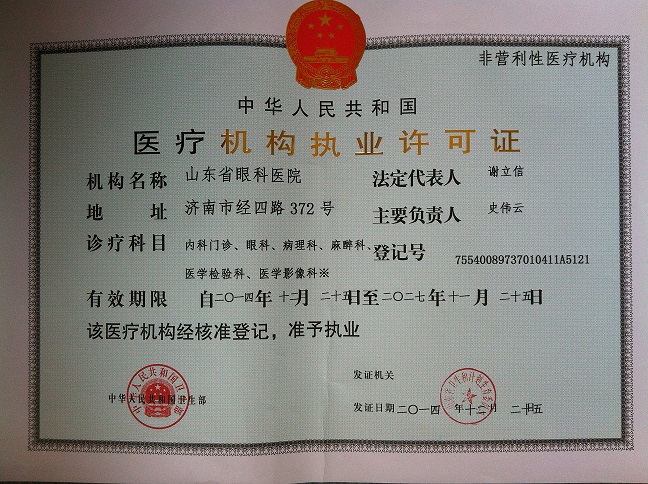 非营利性医疗机构
中华人民共和国
医疗机构执业许可证
机构名称 山东省眼科医院 法定代表人 谢立信
地 址 济南市经四路 372 号 主要负责人 史伟云
诊疗科目 内科门诊、眼科、病理科、麻醉科、 登记号 75540089737010411A5121
医学检验科、医学影像科※
有效期限 自二〇一四年 十二月 二十五日至二〇二七年十一月 二十五日
该医疗机构经核准登记，准予执业
中华人民共和国卫生部
发证机关
发证日期二〇一四 年十二月 二十五